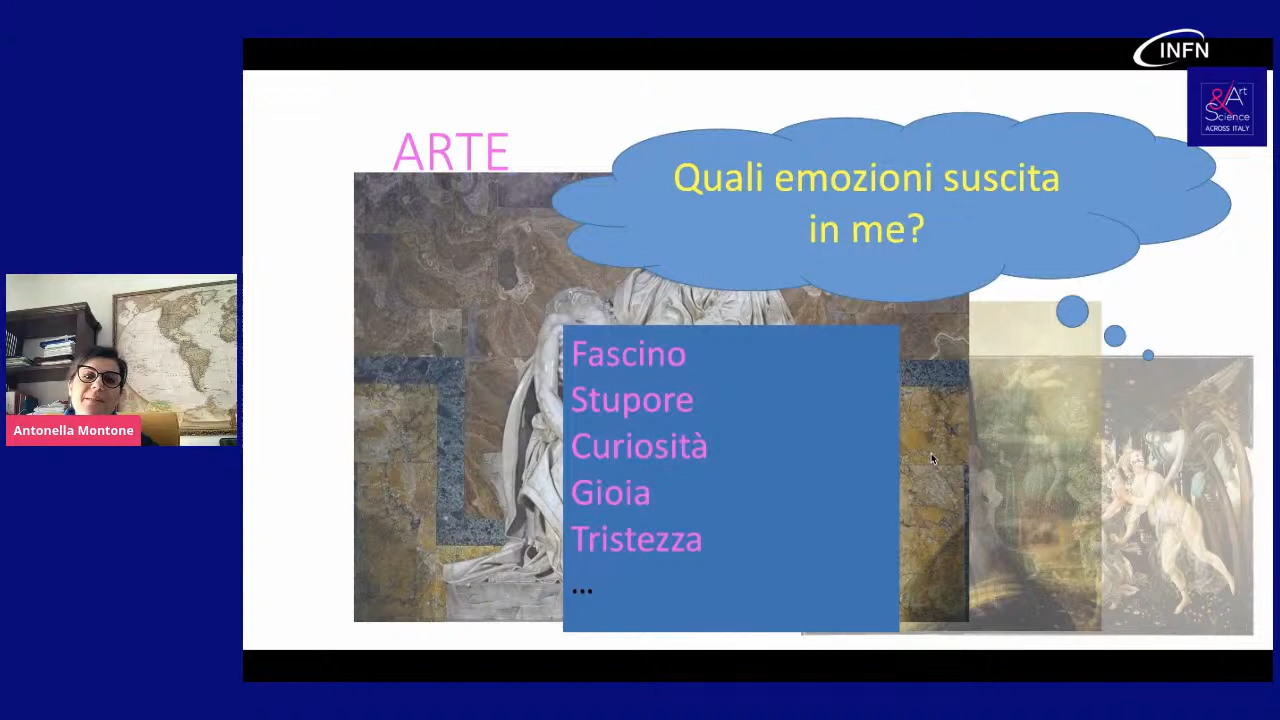 INFN
& Art
Science
ACROSS ITALY
ARTE
Quali emozioni suscita
in me?
Fascino
Stupore
Curiosità
Gioia
Tristezza
...
Antonella Montone